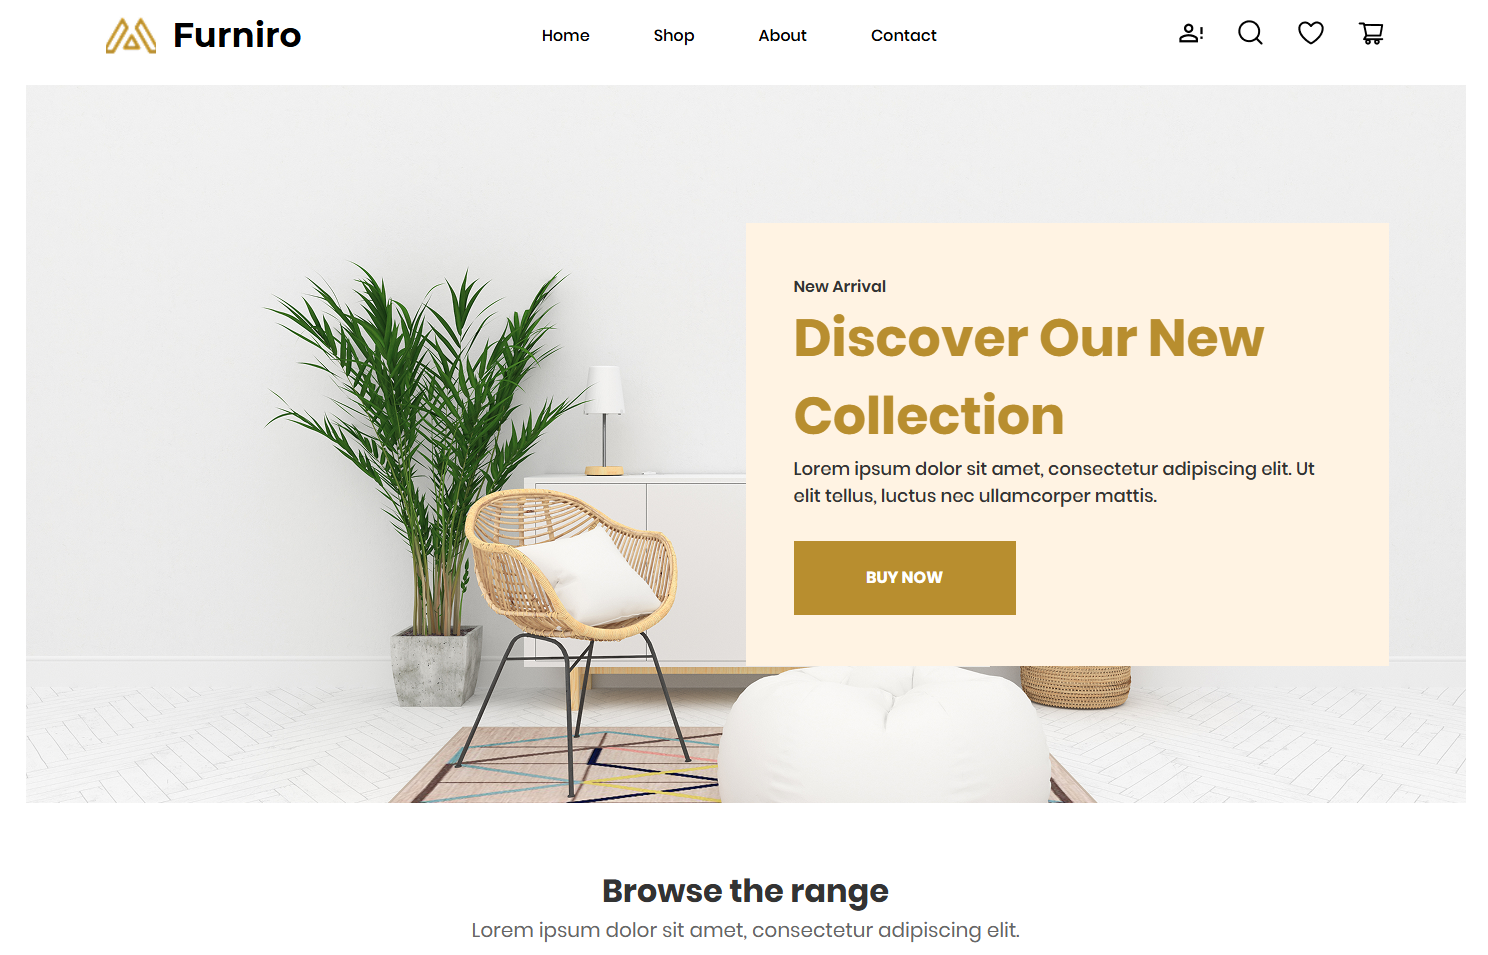 Furniro
Home
Shop
About
Contact
New Arrival
Discover Our New
Collection
Lorem ipsum dolor sit amet, consectetur adipiscing elit. Ut
elit tellus, luctus nec ullamcorper mattis.
BUY NOW
Browse the range
Lorem ipsum dolor sit amet, consectetur adipiscing elit.